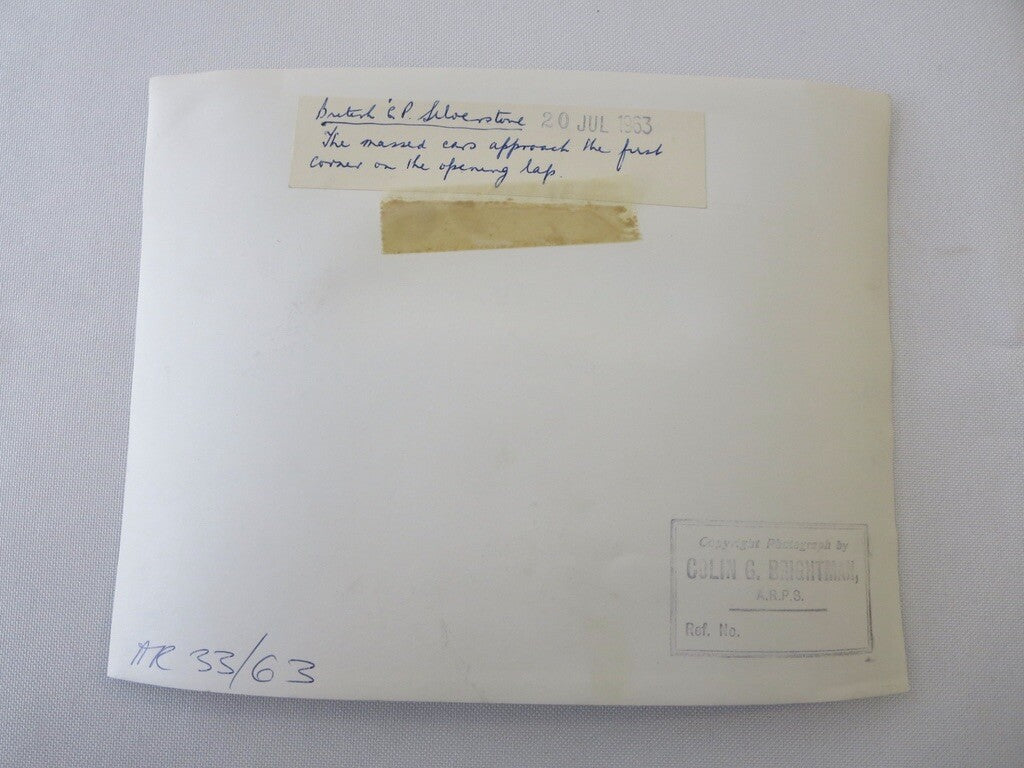 British G.P. Silverstone 20 JUL 1963
The massed cars approach the first
corner on the opening lap.
Copyright Photograph by
COLIN G. BRIGHTMAN,
A.R.P.S.
Ref. No.
AR 33/63